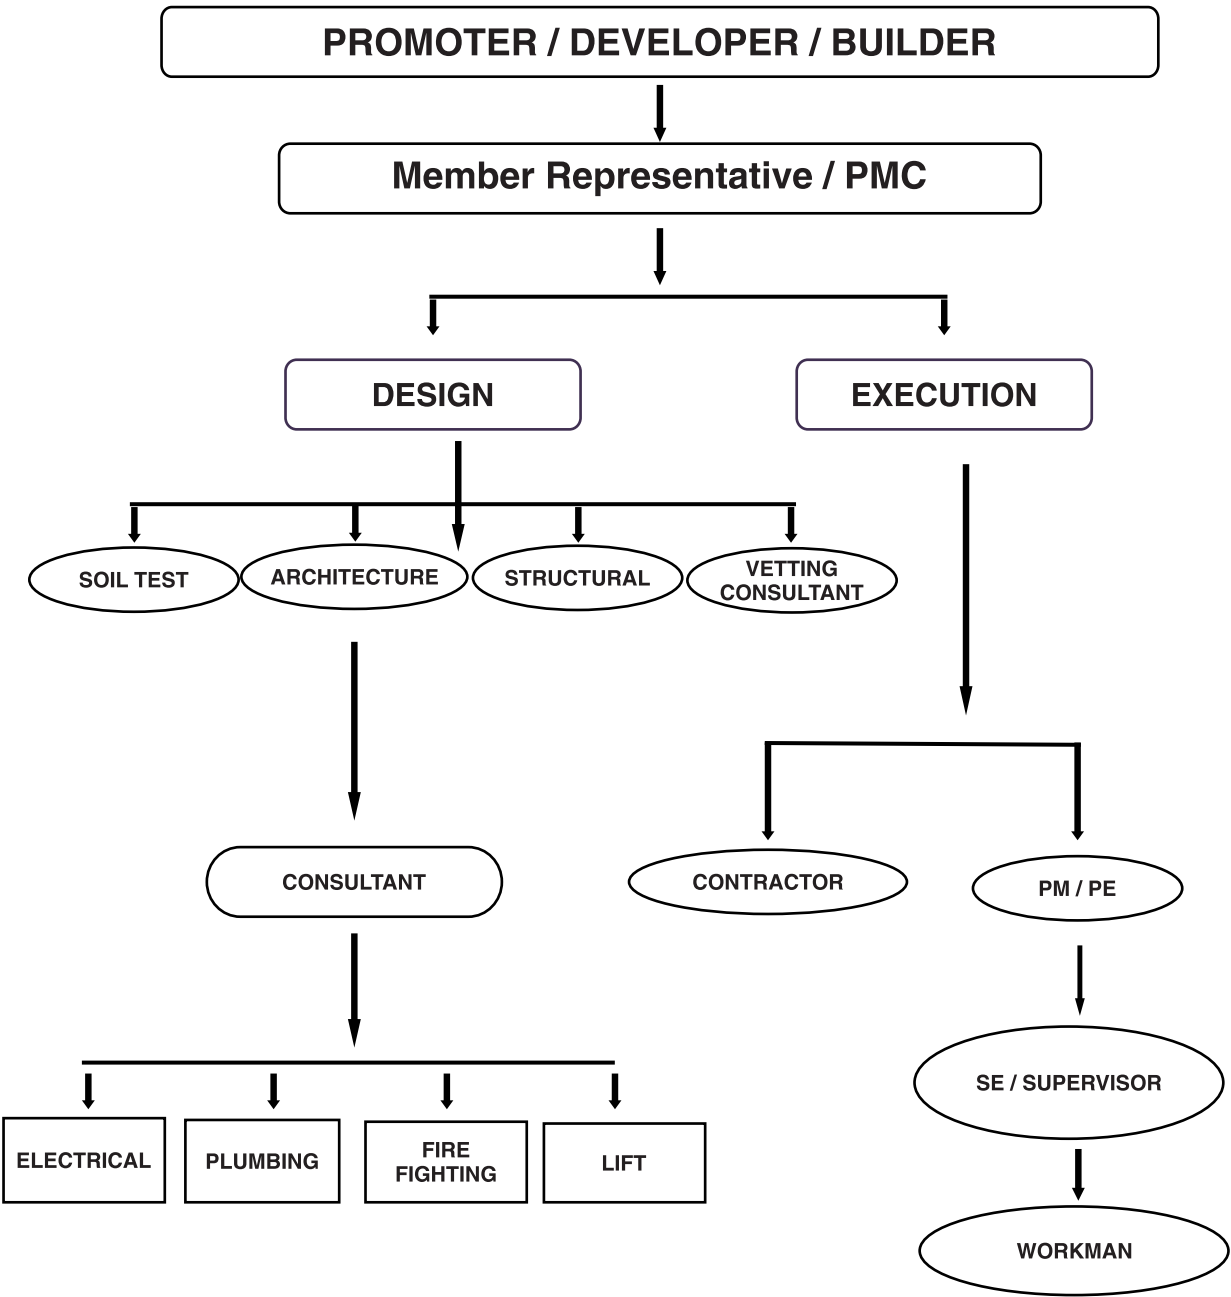 PROMOTER / DEVELOPER / BUILDER
Member Representative / PMC
DESIGN
EXECUTION
SOIL TEST
ARCHITECTURE
STRUCTURAL
VETTING
CONSULTANT
CONSULTANT
CONTRACTOR
PM / PE
SE / SUPERVISOR
ELECTRICAL
PLUMBING
FIRE
FIGHTING
LIFT
WORKMAN